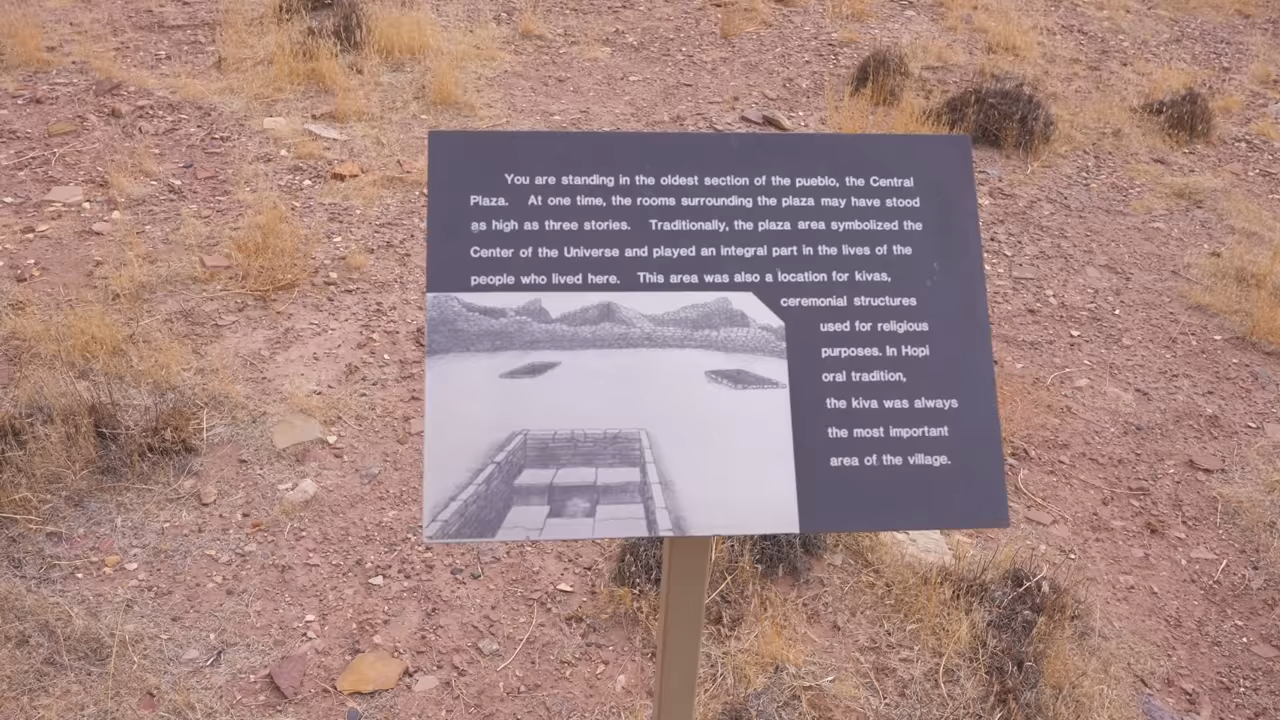 You are standing in the oldest section of the pueblo, the Central
Plaza. At one time, the rooms surrounding the plaza may have stood
as high as three stories. Traditionally, the plaza area symbolized the
Center of the Universe and played an integral part in the lives of the
people who lived here. This area was also a location for kivas,
ceremonial structures
used for religious
purposes. In Hopi
oral tradition,
the kiva was always
the most important
area of the village.